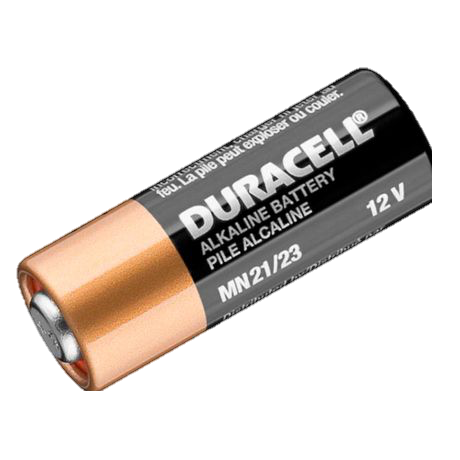 feu. La pile peut exploser ou couler.
DURACELL®
ALKALINE BATTERY
PILE ALCALINE
12 V
MN21/23